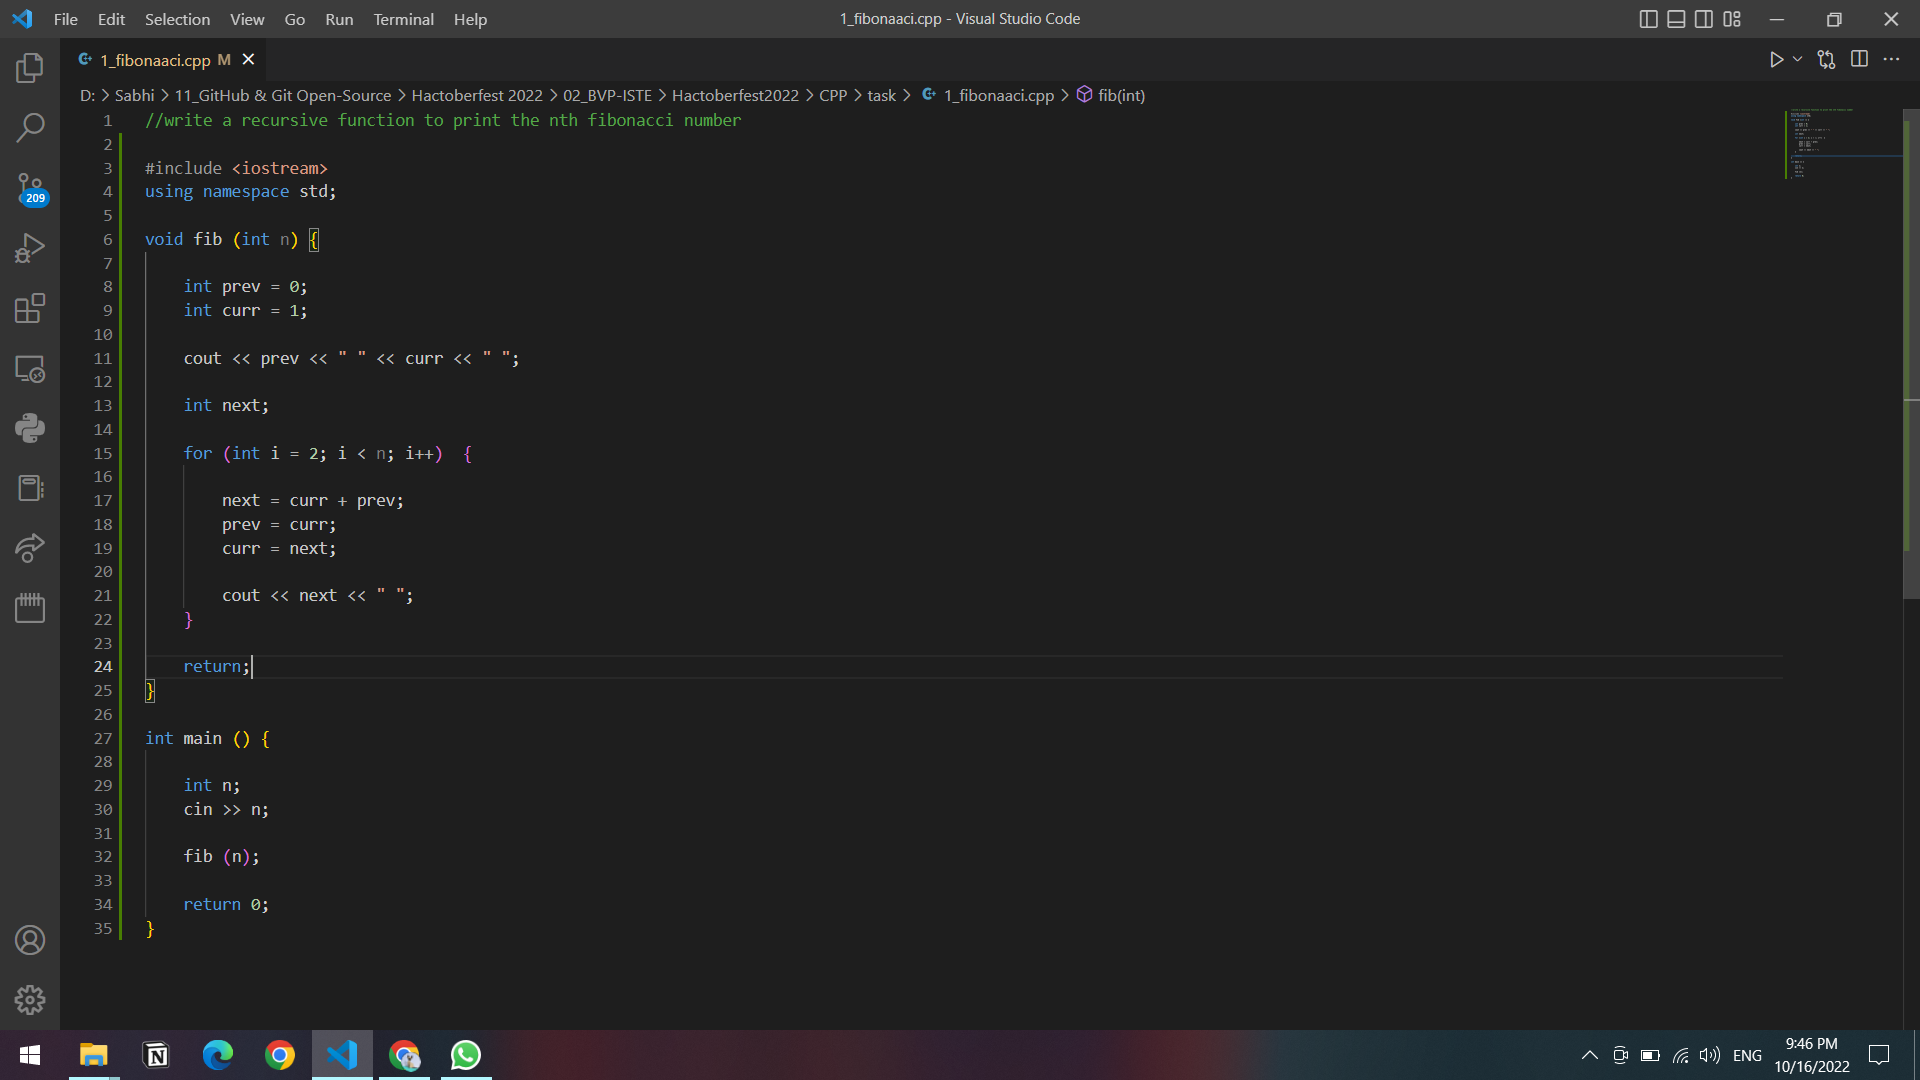 File Edit Selection View Go Run Terminal Help
1_fibonaaci.cpp - Visual Studio Code
1_fibonaaci.cpp M
D: > Sabhi > 11_GitHub & Git Open-Source > Hactoberfest 2022 > 02_BVP-ISTE > Hactoberfest2022 > CPP > task > 1_fibonaaci.cpp > fib(int)
1 //write a recursive function to print the nth fibonacci number
2
3 #include <iostream>
4 using namespace std;
5
6 void fib (int n) {
7
8 int prev = 0;
9 int curr = 1;
10
11 cout << prev << " " << curr << " ";
12
13 int next;
14
15 for (int i = 2; i < n; i++)  {
16
17 next = curr + prev;
18 prev = curr;
19 curr = next;
20
21 cout << next << " ";
22 }
23
24 return;
25 }
26
27 int main () {
28
29 int n;
30 cin >> n;
31
32 fib (n);
33
34 return 0;
35 }
209
ENG
9:46 PM
10/16/2022